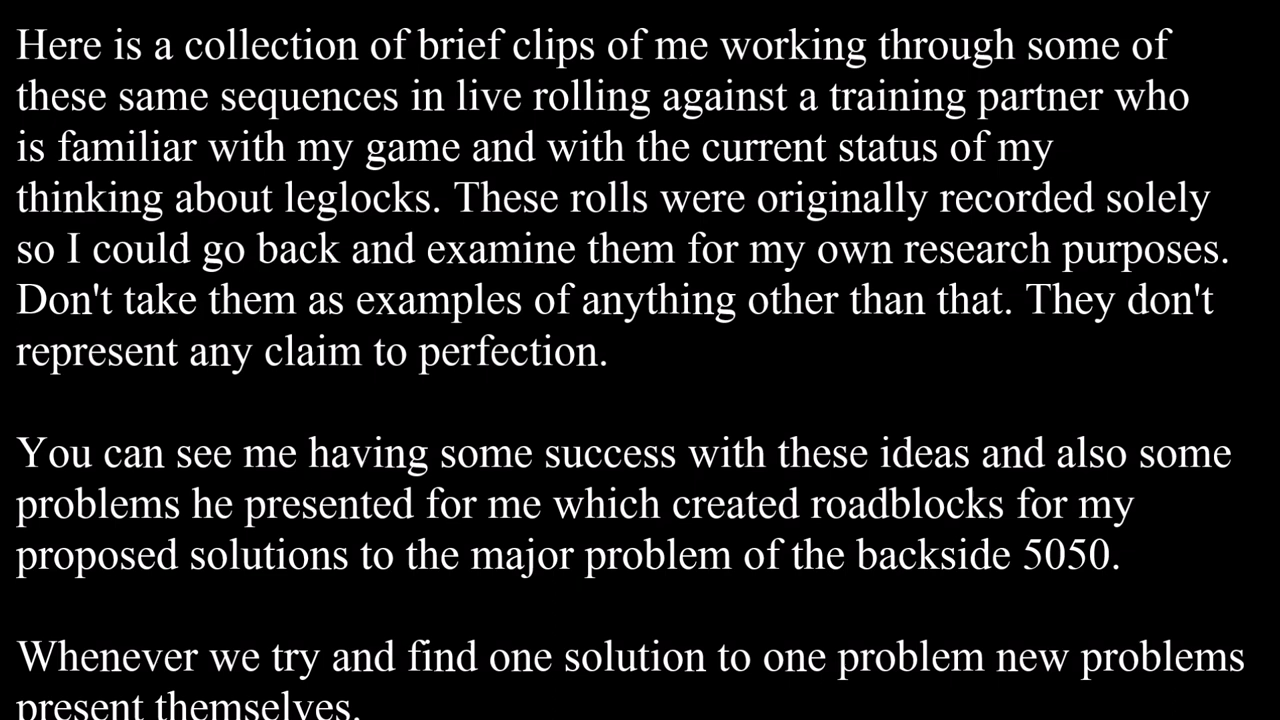 Here is a collection of brief clips of me working through some of
these same sequences in live rolling against a training partner who
is familiar with my game and with the current status of my
thinking about leglocks. These rolls were originally recorded solely
so I could go back and examine them for my own research purposes.
Don't take them as examples of anything other than that. They don't
represent any claim to perfection.
You can see me having some success with these ideas and also some
problems he presented for me which created roadblocks for my
proposed solutions to the major problem of the backside 5050.
Whenever we try and find one solution to one problem new problems
present themselves.